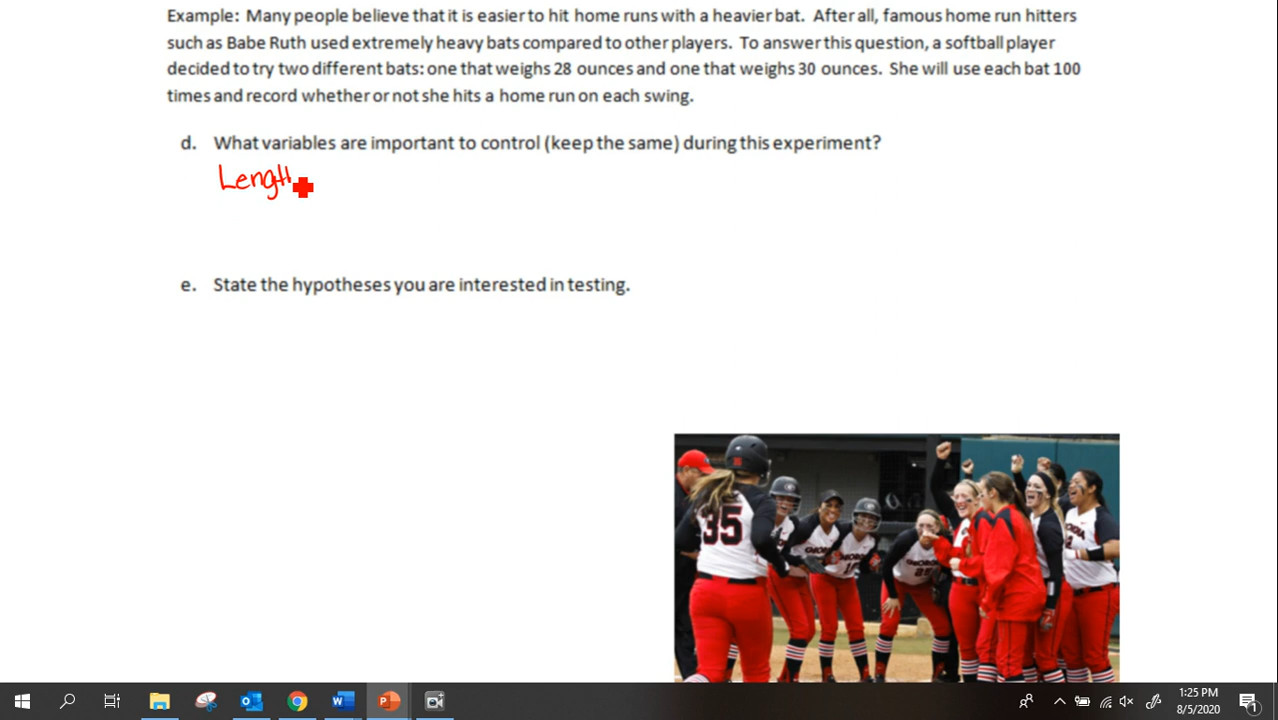 Example: Many people believe that it is easier to hit home runs with a heavier bat. After all, famous home run hitters
such as Babe Ruth used extremely heavy bats compared to other players. To answer this question, a softball player
decided to try two different bats: one that weighs 28 ounces and one that weighs 30 ounces. She will use each bat 100
times and record whether or not she hits a home run on each swing.
d. What variables are important to control (keep the same) during this experiment?
Length
e. State the hypotheses you are interested in testing.
35
1:25 PM
8/5/2020
1